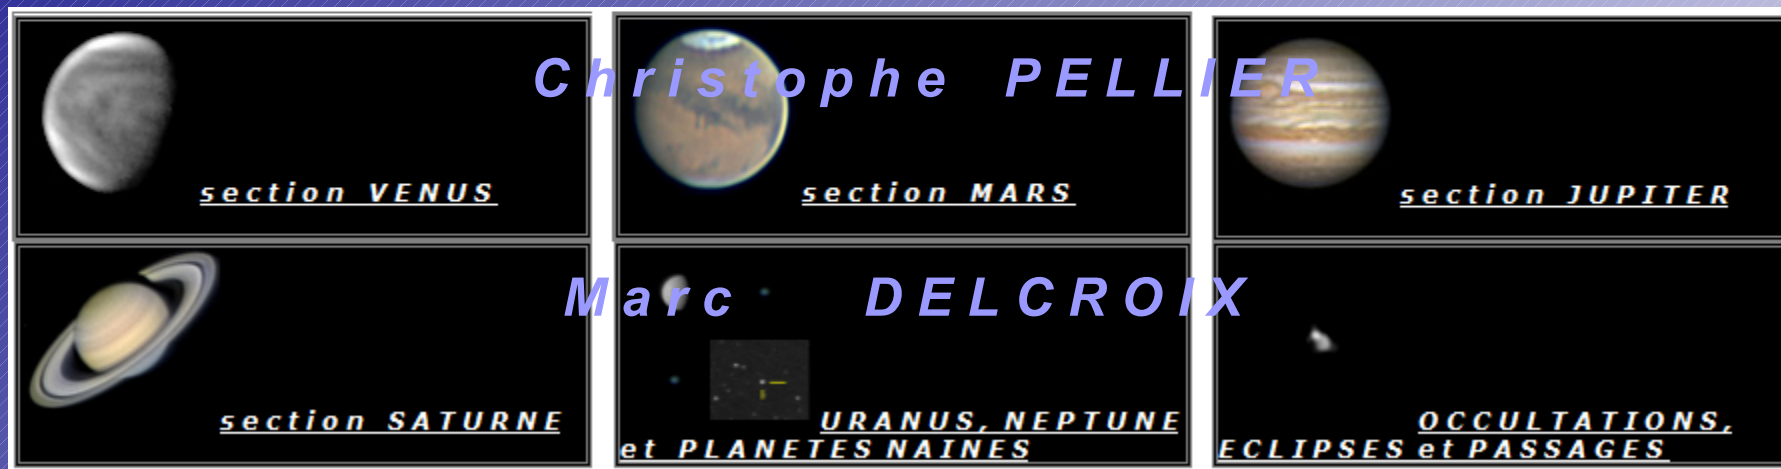 Christophe PELLIER
section VENUS
section MARS
section JUPITER
Marc DELCROIX
section SATURNE
URANUS, NEPTUNE
et PLANETES NAINES
OCCULTATIONS,
ECLIPSES et PASSAGES